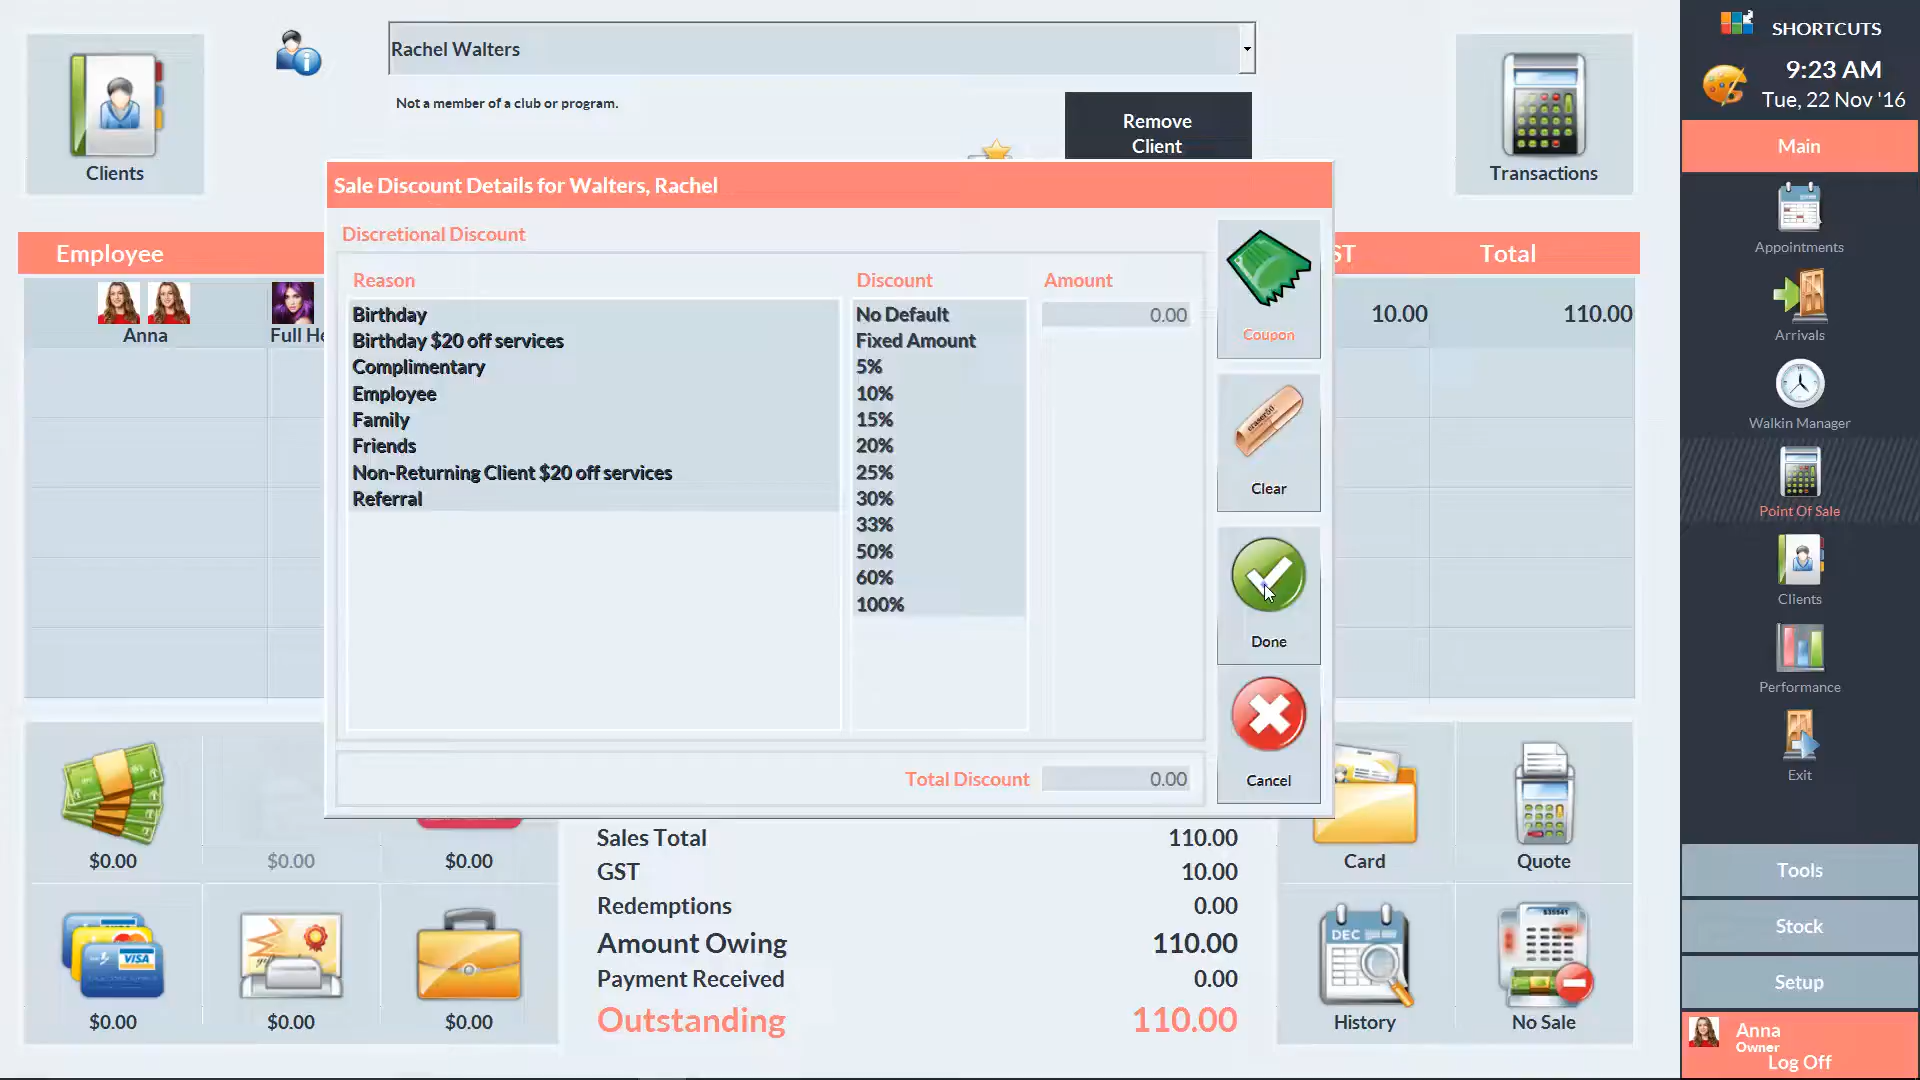 Clients
Rachel Walters
Not a member of a club or program.
Remove
Client
Transactions
Sale Discount Details for Walters, Rachel
Discretional Discount
Reason
Discount
Amount
Birthday
Birthday $20 off services
Complimentary
Employee
Family
Friends
Non-Returning Client $20 off services
Referral
No Default
Fixed Amount
5%
10%
15%
20%
25%
30%
33%
50%
60%
100%
0.00
Total Discount 0.00
Coupon
Clear
Done
Cancel
Employee
ST
Total
Anna
Full He
10.00
110.00
$0.00
$0.00
$0.00
VISA
$0.00
$0.00
$0.00
Sales Total 110.00
GST 10.00
Redemptions 0.00
Amount Owing 110.00
Payment Received 0.00
Outstanding 110.00
Card
Quote
DEC
History
No Sale
SHORTCUTS
9:23 AM
Tue, 22 Nov '16
Main
Appointments
Arrivals
Walkin Manager
Point Of Sale
Clients
Performance
Exit
Tools
Stock
Setup
Anna
Owner
Log Off